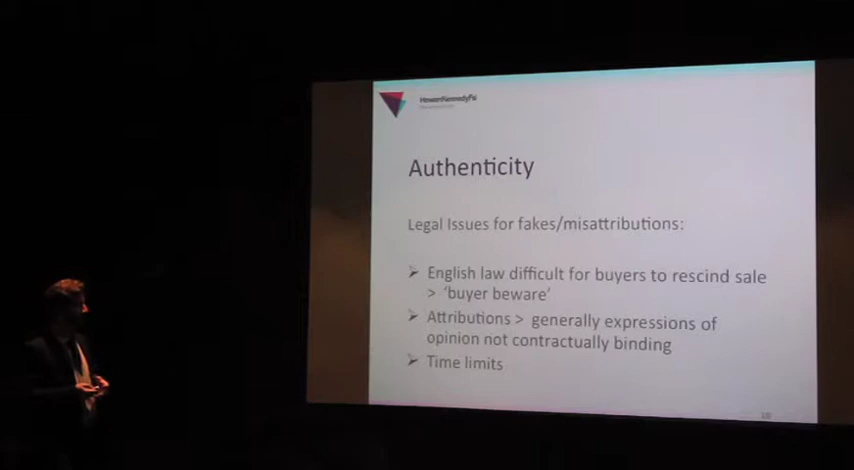 HowardKennedyFsi
Authenticity
Legal Issues for fakes/misattributions:
➤ English law difficult for buyers to rescind sale
> 'buyer beware'
➤ Attributions > generally expressions of
opinion not contractually binding
➤ Time limits